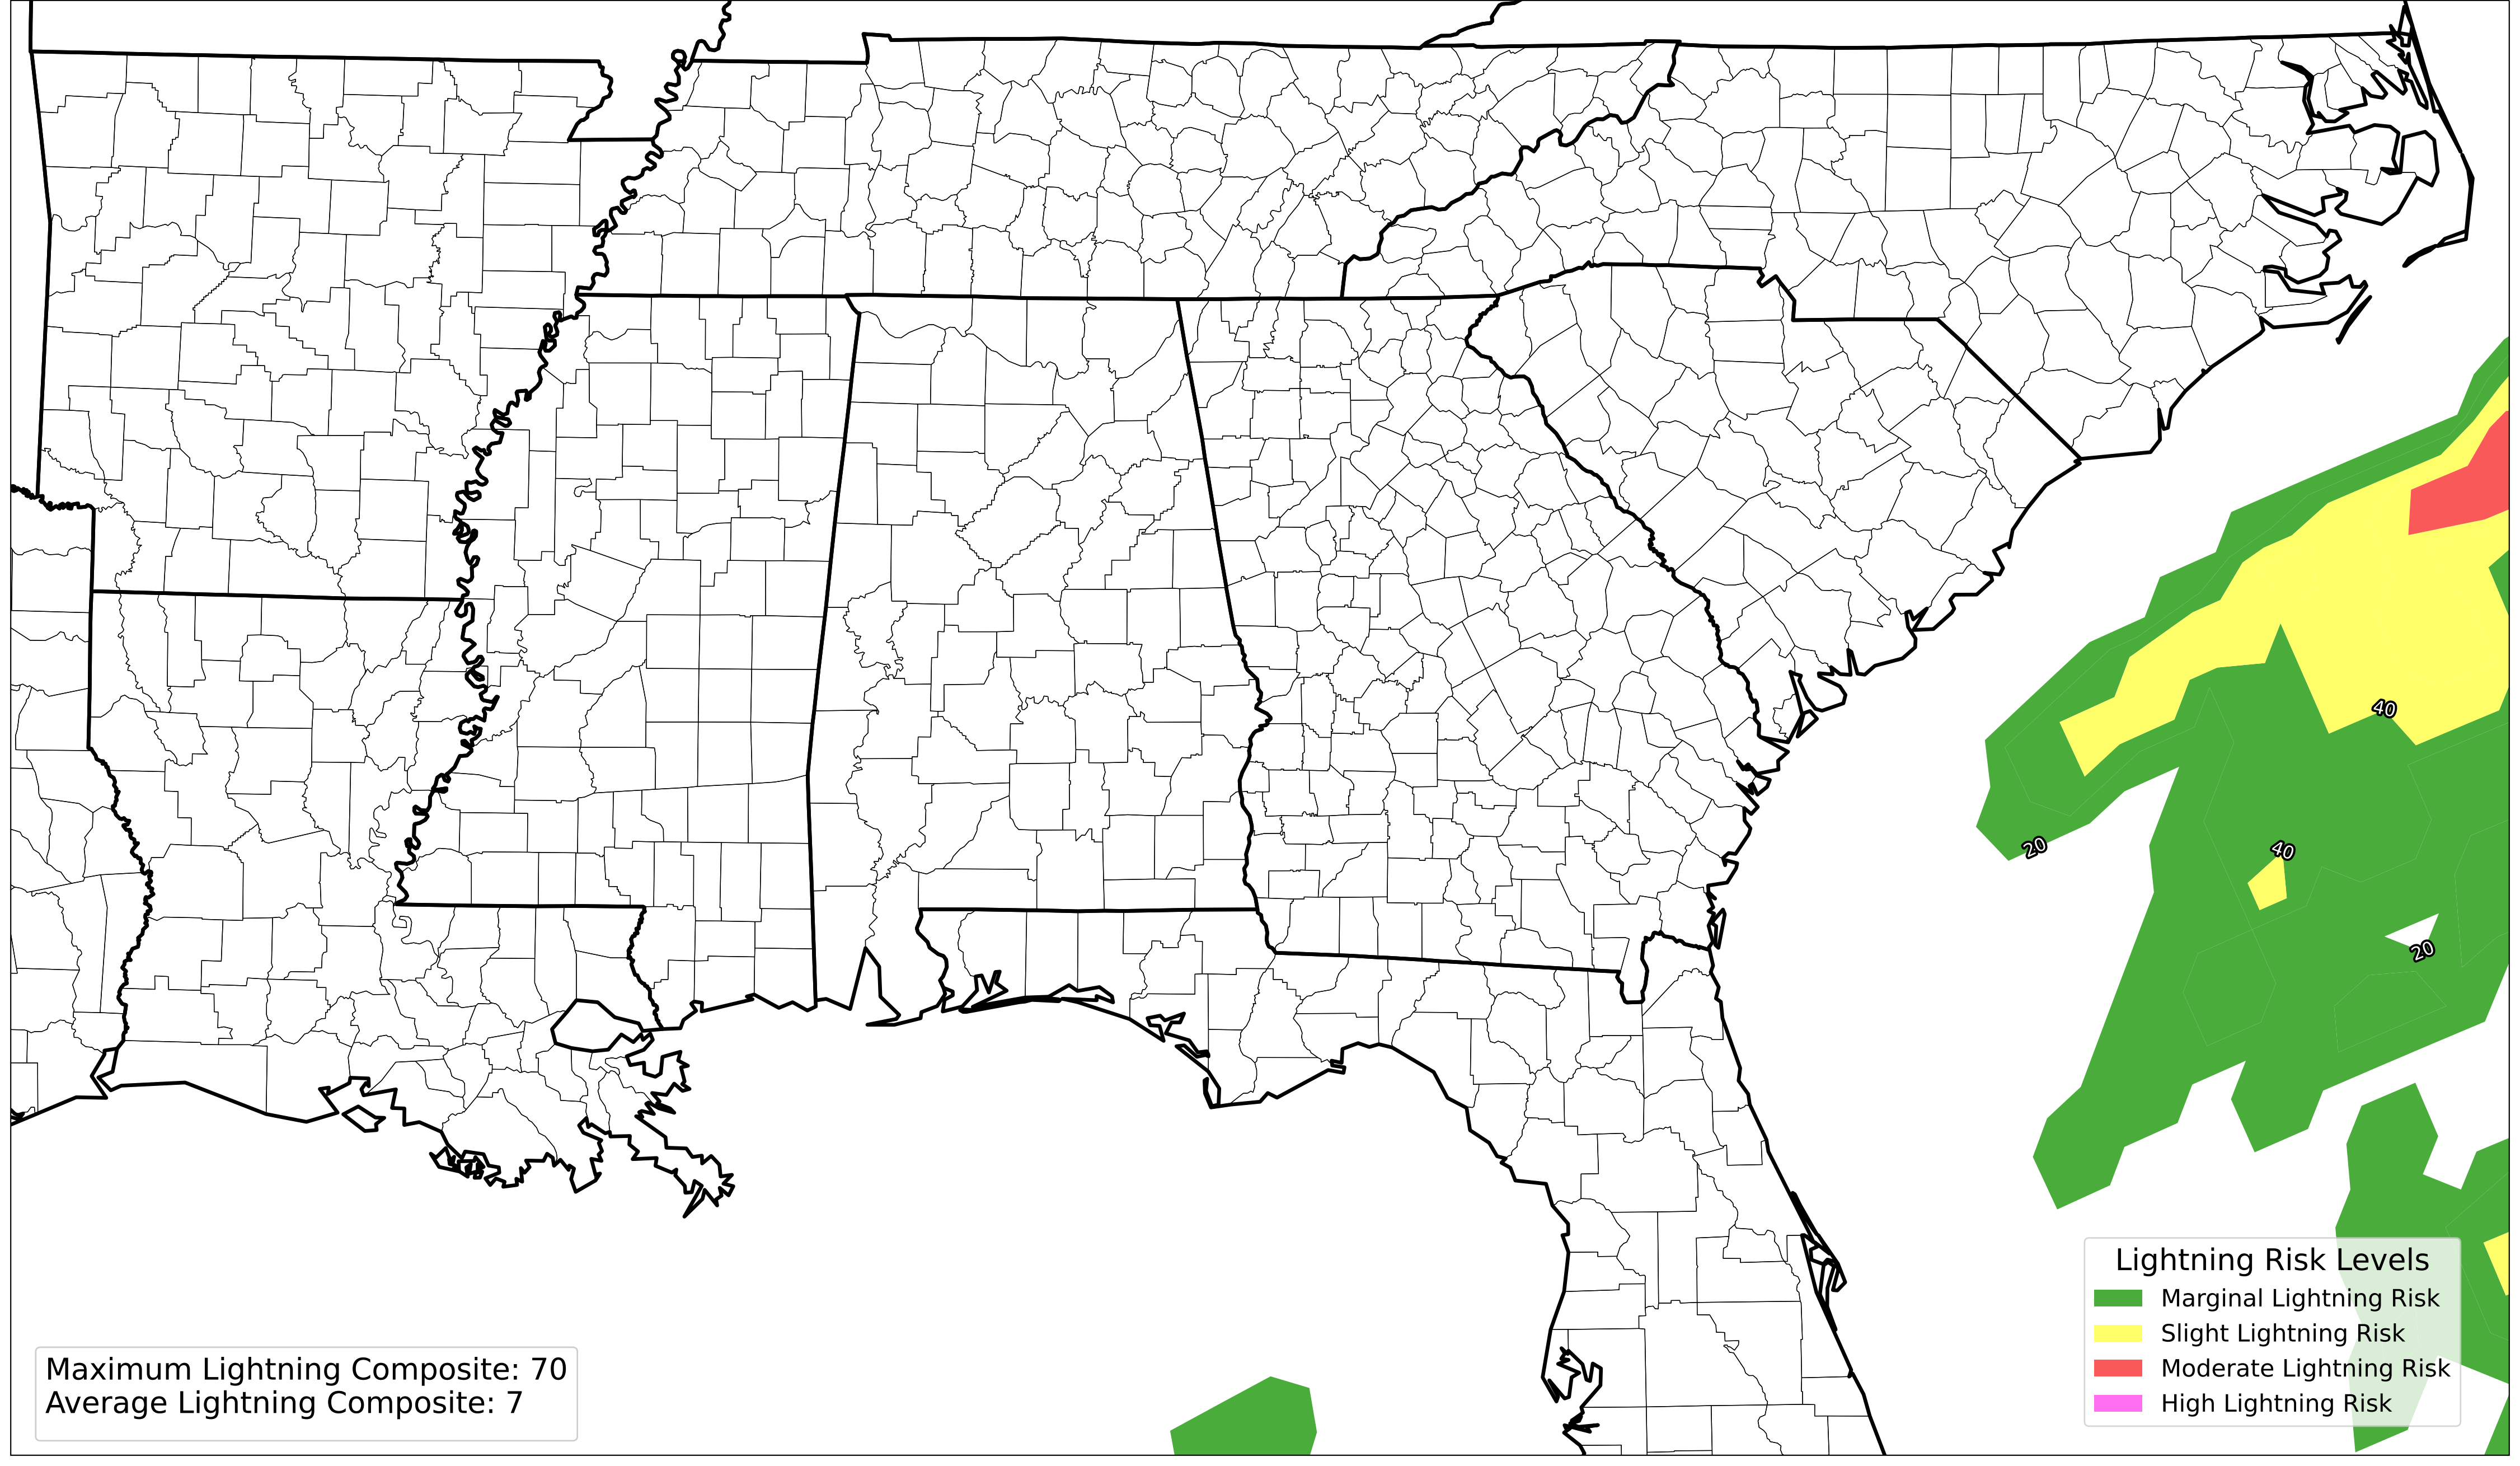 40
20
40
20
Lightning Risk Levels
Marginal Lightning Risk
Slight Lightning Risk
Moderate Lightning Risk
High Lightning Risk
Maximum Lightning Composite: 70
Average Lightning Composite: 7